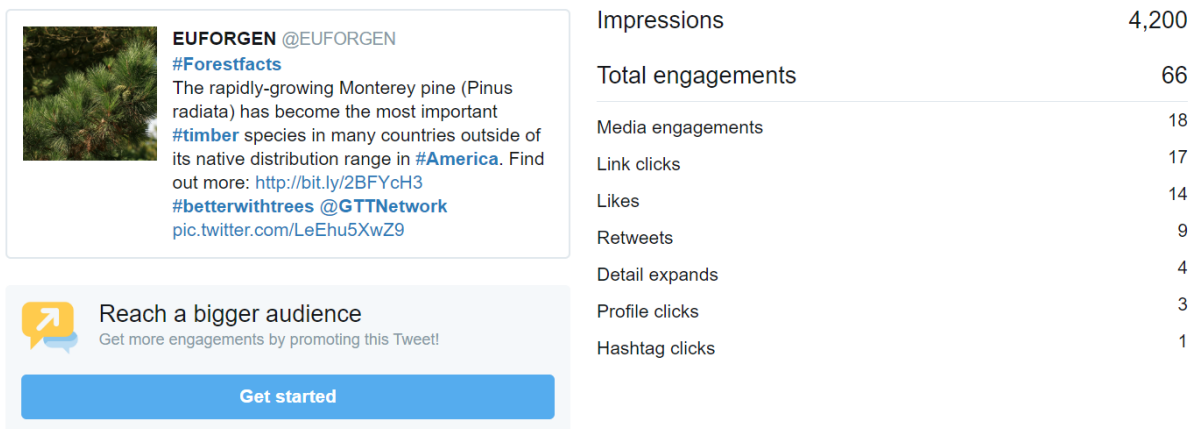 EUFORGEN @EUFORGEN
#Forestfacts
The rapidly-growing Monterey pine (Pinus
radiata) has become the most important
#timber species in many countries outside of
its native distribution range in #America. Find
out more: http://bit.ly/2BFYcH3
#betterwithtrees @GTTNetwork
pic.twitter.com/LeEhu5XwZ9
Reach a bigger audience
Get more engagements by promoting this Tweet!
Get started
Impressions 4,200
Total engagements 66
Media engagements 18
Link clicks 17
Likes 14
Retweets 9
Detail expands 4
Profile clicks 3
Hashtag clicks 1